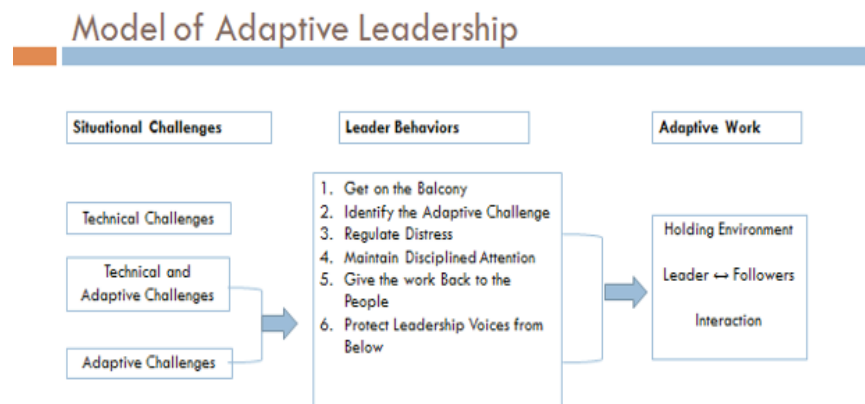 Model of Adaptive Leadership
Situational Challenges
Leader Behaviors
Adaptive Work
Technical Challenges
Technical and
Adaptive Challenges
Adaptive Challenges
1. Get on the Balcony
2. Identify the Adaptive Challenge
3. Regulate Distress
4. Maintain Disciplined Attention
5. Give the work Back to the
People
6. Protect Leadership Voices from
Below
Holding Environment
Leader ↔ Followers
Interaction